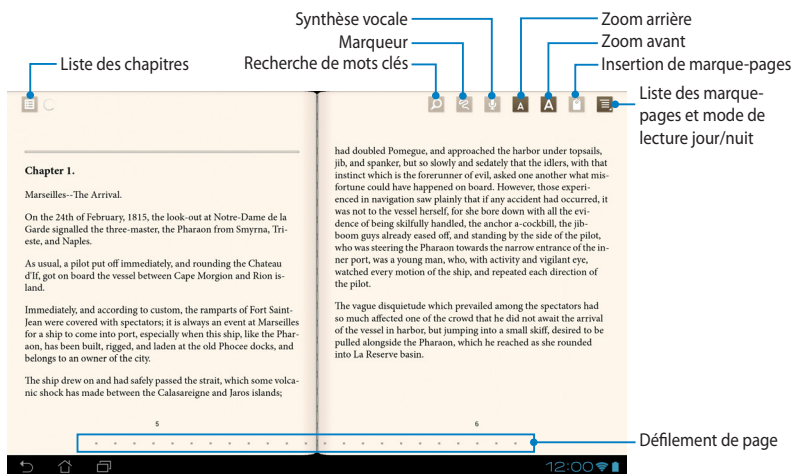 Synthèse vocale
Zoom arrière
Marqueur
Zoom avant
Liste des chapitres
Recherche de mots clés
Insertion de marque-pages
Liste des marque-
pages et mode de
lecture jour/nuit
A
A
Chapter 1.
Marseilles--The Arrival.
On the 24th of February, 1815, the look-out at Notre-Dame de la
Garde signalled the three-master, the Pharaon from Smyrna, Tri-
este, and Naples.
As usual, a pilot put off immediately, and rounding the Chateau
d'If, got on board the vessel between Cape Morgion and Rion is-
land.
Immediately, and according to custom, the ramparts of Fort Saint-
Jean were covered with spectators; it is always an event at Marseilles
for a ship to come into port, especially when this ship, like the Phar-
aon, has been built, rigged, and laden at the old Phocee docks, and
belongs to an owner of the city.
The ship drew on and had safely passed the strait, which some volca-
nic shock has made between the Calasareigne and Jaros islands;
5
had doubled Pomegue, and approached the harbor under topsails,
jib, and spanker, but so slowly and sedately that the idlers, with that
instinct which is the forerunner of evil, asked one another what mis-
fortune could have happened on board. However, those experi-
enced in navigation saw plainly that if any accident had occurred, it
was not to the vessel herself, for she bore down with all the evi-
dence of being skilfully handled, the anchor a-cockbill, the jib-
boom guys already eased off, and standing by the side of the pilot,
who was steering the Pharaon towards the narrow entrance of the in-
ner port, was a young man, who, with activity and vigilant eye,
watched every motion of the ship, and repeated each direction of
the pilot.
The vague disquietude which prevailed among the spectators had
so much affected one of the crowd that he did not await the arrival
of the vessel in harbor, but jumping into a small skiff, desired to be
pulled alongside the Pharaon, which he reached as she rounded
into La Reserve basin.
6
Défilement de page
12:00